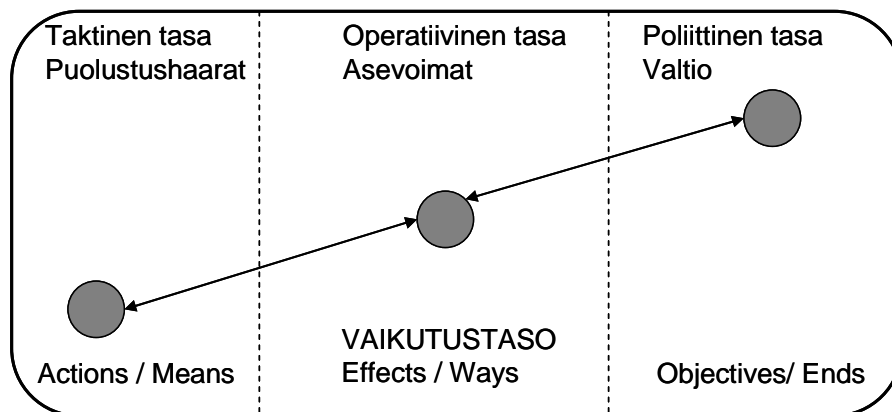 Taktinen tasa
Puolustushaarat
Operatiivinen tasa
Asevoimat
Poliittinen tasa
Valtio
VAIKUTUSTASO
Actions / Means
Effects / Ways
Objectives/ Ends